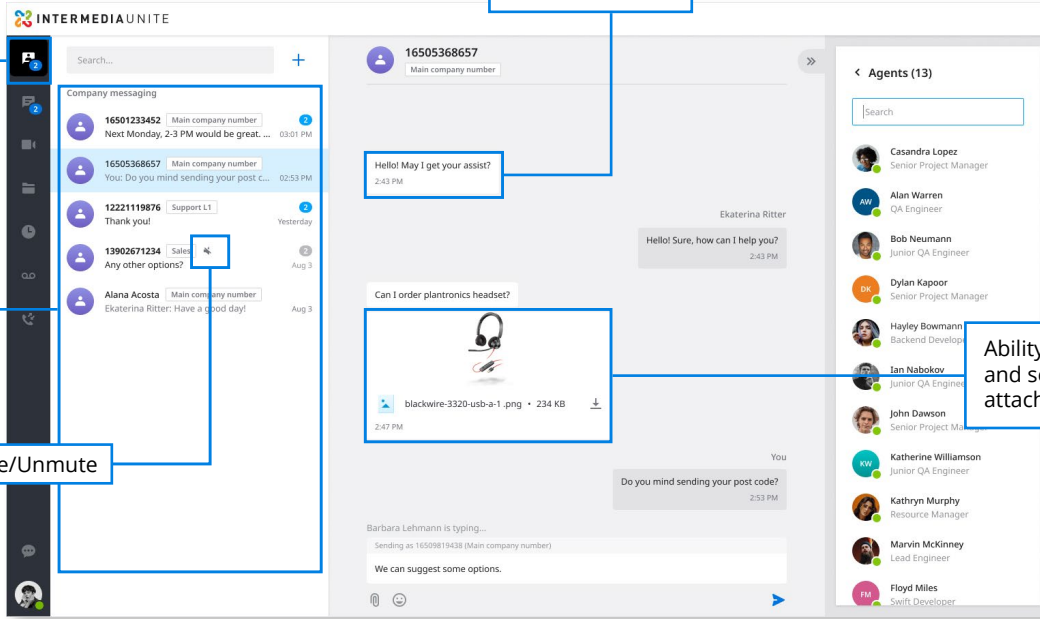 INTERMEDIA UNITE
2
2
Search...
+
Company messaging
16501233452 Main company number 2
Next Monday, 2-3 PM would be great. ... 03:01 PM
16505368657 Main company number
You: Do you mind sending your post c... 02:53 PM
12221119876 Support L1 2
Thank you! Yesterday
13902671234 Sales 2
Any other options? Aug 3
Alana Acosta Main company number
Ekaterina Ritter: Have a good day! Aug 3
e/Unmute
16505368657
Main company number
Hello! May I get your assist?
2:43 PM
Ekaterina Ritter
Hello! Sure, how can I help you?
2:43 PM
Can I order plantronics headset?
blackwire-3320-usb-a-1 .png • 234 KB
2:47 PM
You
Do you mind sending your post code?
2:53 PM
Barbara Lehmann is typing...
Sending as 16509819438 (Main company number)
We can suggest some options.
Agents (13)
Search
Casandra Lopez
Senior Project Manager
AW
Alan Warren
QA Engineer
Bob Neumann
Junior QA Engineer
DK
Dylan Kapoor
Senior Project Manager
Hayley Bowmann
Backend Develope
Ian Nabokov
Junior QA Enginee
John Dawson
Senior Project Manager
KW
Katherine Williamson
Junior QA Engineer
Kathryn Murphy
Resource Manager
Marvin McKinney
Lead Engineer
FM
Floyd Miles
Swift Developer
Ability
and s
attach